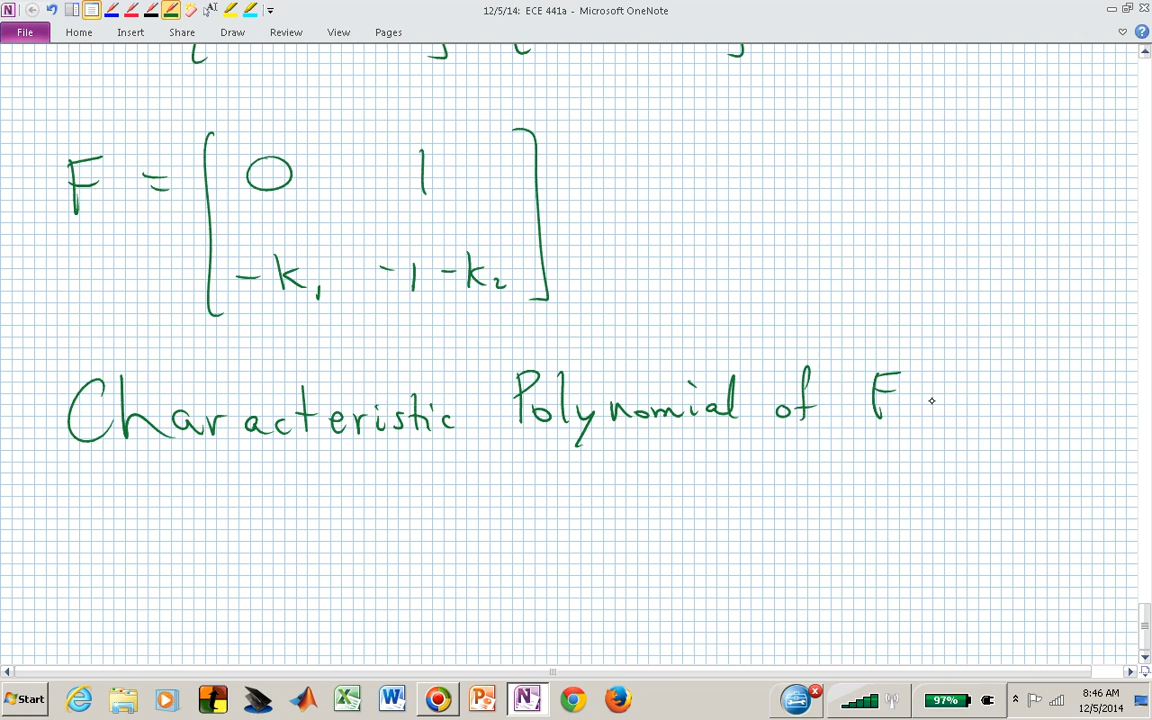 12/5/14: ECE 441a - Microsoft OneNote
File Home Insert Share Draw Review View Pages
F = [ 0 1
-k₁ -1 -k₂ ]
Characteristic Polynomial of F
Start
97%
8:46 AM
12/5/2014